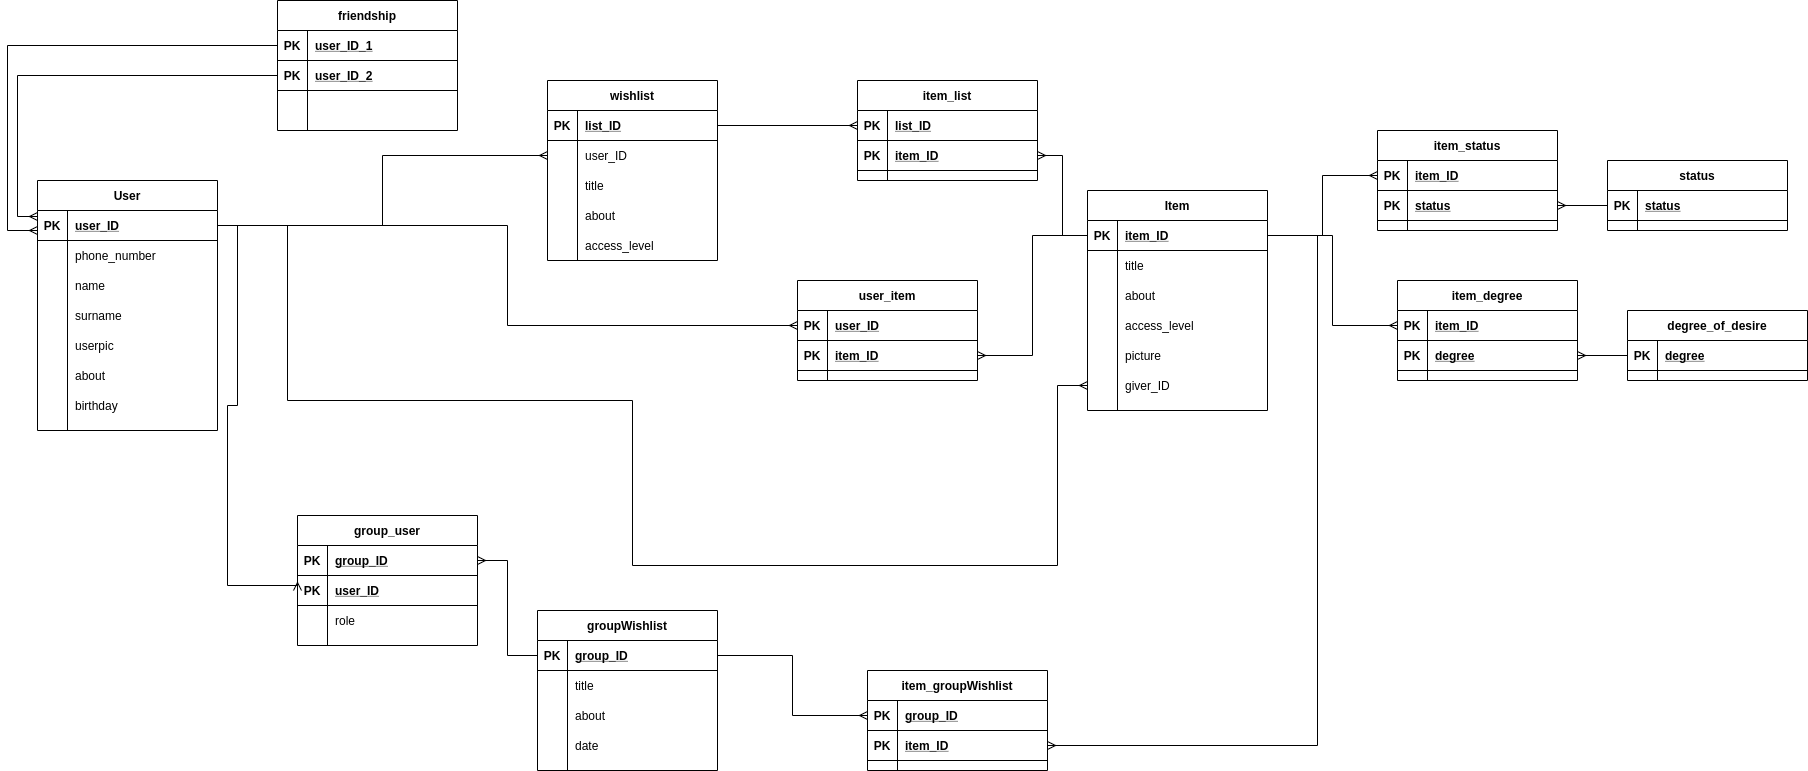 friendship
PK user_ID_1
PK user_ID_2
User
PK user_ID
phone_number
name
surname
userpic
about
birthday
wishlist
PK list_ID
user_ID
title
about
access_level
item_list
PK list_ID
PK item_ID
user_item
PK user_ID
PK item_ID
Item
PK item_ID
title
about
access_level
picture
giver_ID
item_status
PK item_ID
PK status
status
PK status
item_degree
PK item_ID
PK degree
degree_of_desire
PK degree
group_user
PK group_ID
PK user_ID
role
groupWishlist
PK group_ID
title
about
date
item_groupWishlist
PK group_ID
PK item_ID